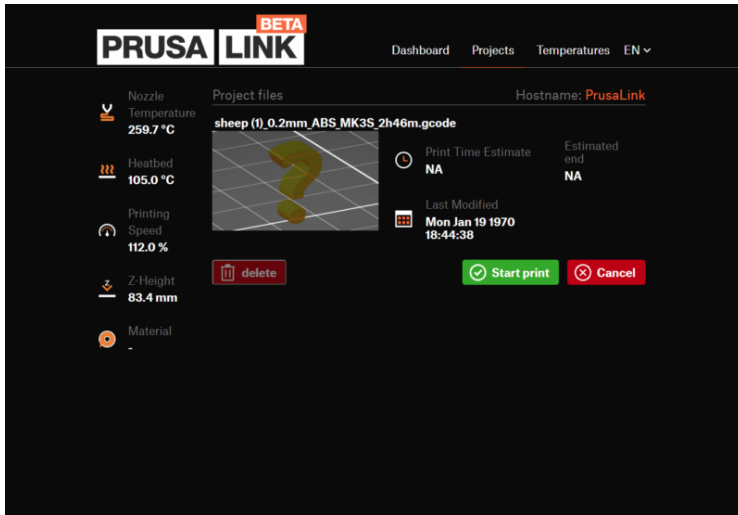 PRUSA LINK BETA
Dashboard Projects Temperatures EN
Nozzle
Temperature
259.7 °C
Heatbed
105.0 °C
Printing
Speed
112.0 %
Z-Height
83.4 mm
Material
-
Project files Hostname: PrusaLink
sheep (1)_0.2mm_ABS_MK3S_2h46m.gcode
Print Time Estimate
NA
Estimated
end
NA
Last Modified
Mon Jan 19 1970
18:44:38
delete Start print Cancel